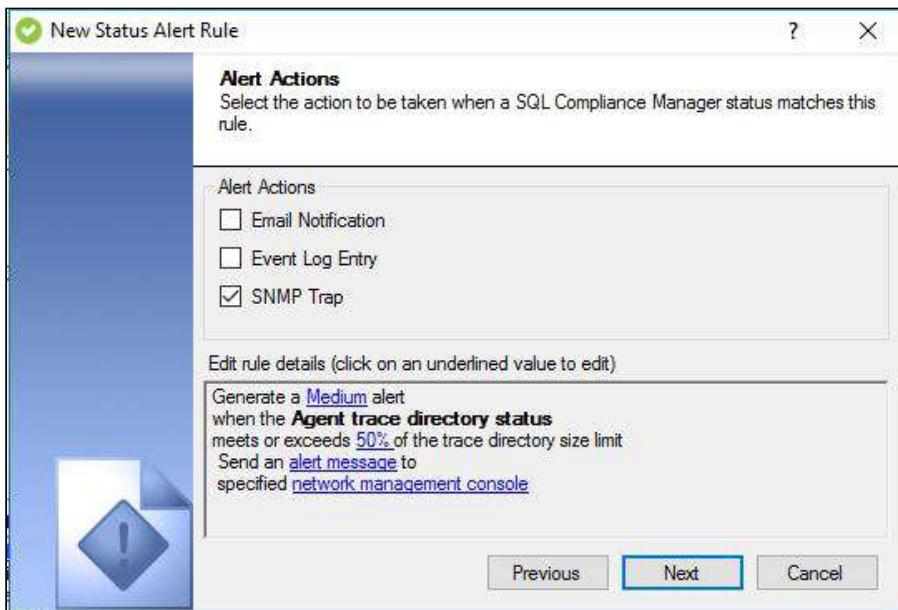 New Status Alert Rule
?
Alert Actions
Select the action to be taken when a SQL Compliance Manager status matches this
rule.
Alert Actions
Email Notification
Event Log Entry
SNMP Trap
Edit rule details (click on an underlined value to edit)
Generate a Medium alert
when the Agent trace directory status
meets or exceeds 50% of the trace directory size limit
Send an alert message to
specified network management console
Previous Next Cancel